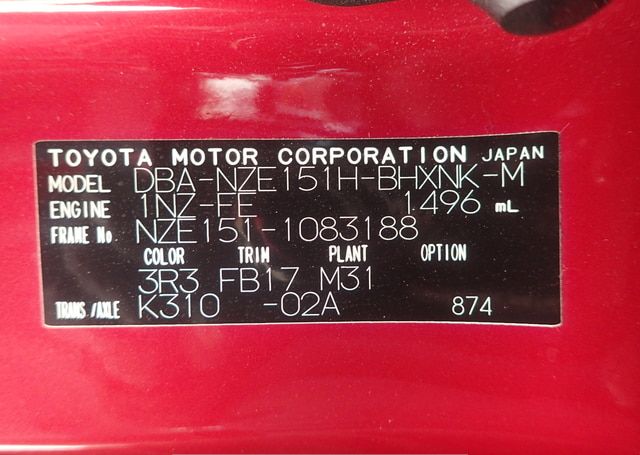 TOYOTA MOTOR CORPORATION JAPAN
MODEL DBA-NZE151H-BHXNK-M
ENGINE 1NZ-FE 1496 mL
FRAME No. NZE151-1083188
COLOR TRIM PLANT OPTION
3R3 FB17 M31
TRANS/AXLE K310 -02A 874